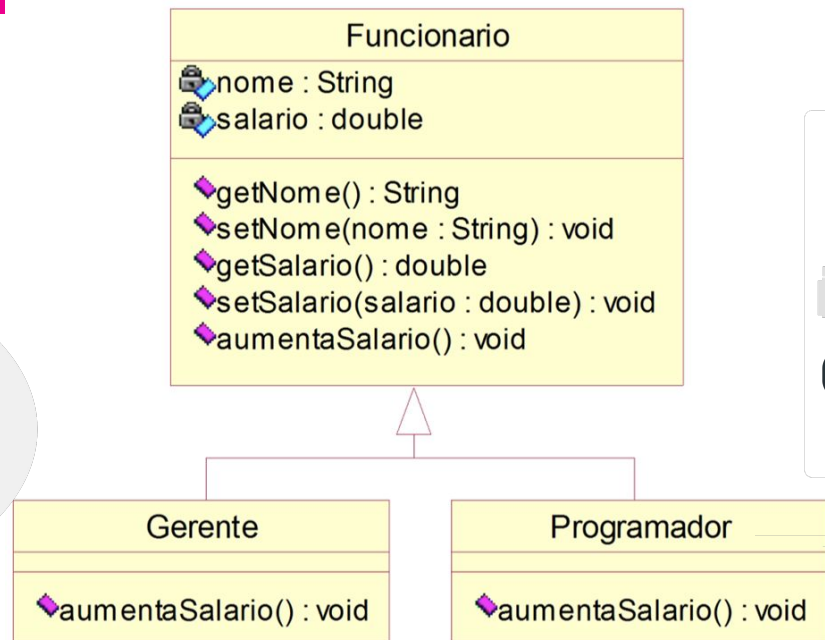 Funcionario
nome : String
salario : double
getNome() : String
setNome(nome : String) : void
getSalario() : double
setSalario(salario : double) : void
aumentaSalario() : void
Gerente
Programador
aumentaSalario() : void
aumentaSalario() : void